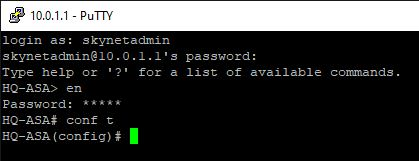 10.0.1.1 - PuTTY
login as: skynetadmin
skynetadmin@10.0.1.1's password:
Type help or '?' for a list of available commands.
HQ-ASA> en
Password: *****
HQ-ASA# conf t
HQ-ASA(config)#